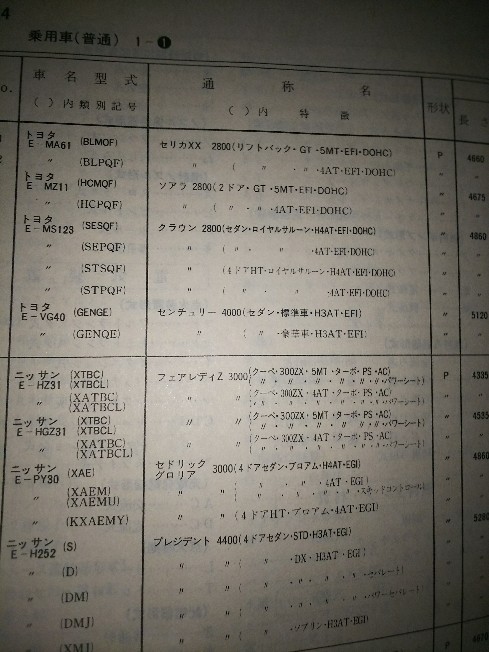 4
乗用車(普通) 1-❶
車名型式 通称名 形状 長さ
( )内類別記号 ( )内特徴
トヨタ
E-MA61 (BLMQF) セリカXX 2800(リフトバック・GT・5MT・EFI・DOHC) P 4660
〃 (BLPQF) 〃 ( 〃 〃 ・4AT・EFI・DOHC) 〃 〃
トヨタ
E-MZ11 (HCMQF) ソアラ 2800(2ドア・GT・5MT・EFI・DOHC) 〃 4675
〃 (HCPQF) 〃 ( 〃 ・ 〃 ・4AT・EFI・DOHC) 〃 〃
トヨタ
E-MS123 (SESQF) クラウン 2800(セダン・ロイヤルサルーン・H4AT・EFI・DOHC) 〃 4860
〃 (SEPQF) 〃 ( 〃 〃 ・4AT・EFI・DOHC) 〃 〃
〃 (STSQF) 〃 (4ドアHT・ロイヤルサルーン・H4AT・EFI・DOHC) 〃 〃
〃 (STPQF) 〃 ( 〃 〃 ・4AT・EFI・DOHC) 〃 〃
トヨタ
E-VG40 (GENGE) センチュリー 4000(セダン・標準車・H3AT・EFI) 〃 5120
〃 (GENQE) 〃 ( 〃 ・豪華車・H3AT・EFI) 〃 〃
ニッサン
E-HZ31 (XTBC) フェアレディZ 3000(クーペ・300ZX・5MT・ターボ・PS・AC) P 4335
(XTBCL) 〃・〃・〃・〃・〃・〃・パワーシート)
〃 (XATBC) 〃 〃 (クーペ・300ZX・4AT・ターボ・PS・AC)
(XATBCL) 〃・〃・〃・〃・〃・〃・パワーシート)
ニッサン
E-HGZ31 (XTBC) 〃 〃 (クーペ・300ZX・5MT・ターボ・PS・AC) 4535
(XTBCL) 〃・〃・〃・〃・〃・〃・パワーシート)
〃 (XATBC) 〃 〃 (クーペ・300ZX・4AT・ターボ・PS・AC)
(XATBCL) 〃・〃・〃・〃・〃・〃・パワーシート)
ニッサン
E-PY30 (XAE) セドリック グロリア 3000(4ドアセダン・ブロアム・H4AT・EGI) 〃 4860
〃 (XAEM) 〃 〃 ( 〃 〃 ・4AT・EGI)
(XAEMU)
〃 (KXAEMY) 〃 〃 (4ドアHT・ブロアム・4AT・EGI)
ニッサン
E-H252 (S) プレジデント 4400(4ドアセダン・STD・H3AT・EGI) 〃 5280
〃 (D) 〃 〃 ( 〃 ・DX・H3AT・EGI)
〃 (DM) 〃 〃 ( 〃 ・〃・〃・〃・セパレート)
〃 (DMJ) 〃 〃 ( 〃 ・〃・〃・〃・パワーセパレート)
(XMJ) 〃 〃 ( 〃 ・ソブリン・H3AT・EGI)